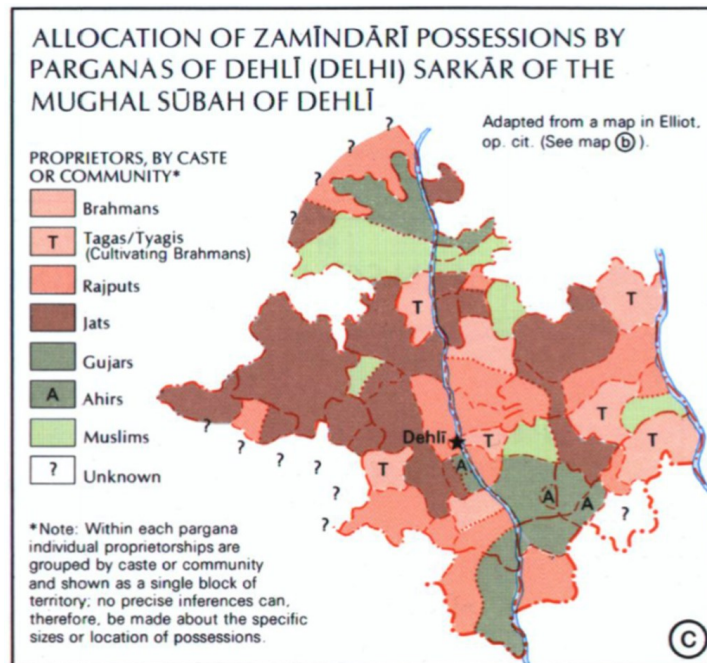 ALLOCATION OF ZAMĪNDĀRĪ POSSESSIONS BY
PARGANAS OF DEHLĪ (DELHI) SARKĀR OF THE
MUGHAL SŪBAH OF DEHLĪ
Adapted from a map in Elliot,
op. cit. (See map b ).
PROPRIETORS, BY CASTE
OR COMMUNITY*
Brahmans
T Tagas/Tyagis
(Cultivating Brahmans)
Rajputs
Jats
Gujars
A Ahirs
Muslims
? Unknown
*Note: Within each pargana
individual proprietorships are
grouped by caste or community
and shown as a single block of
territory; no precise inferences can,
therefore, be made about the specific
sizes or location of possessions.
?
?
?
?
T
T
T
Dehlī
T
T
T
A
A
A
?
?
?
?
?
?
?
C